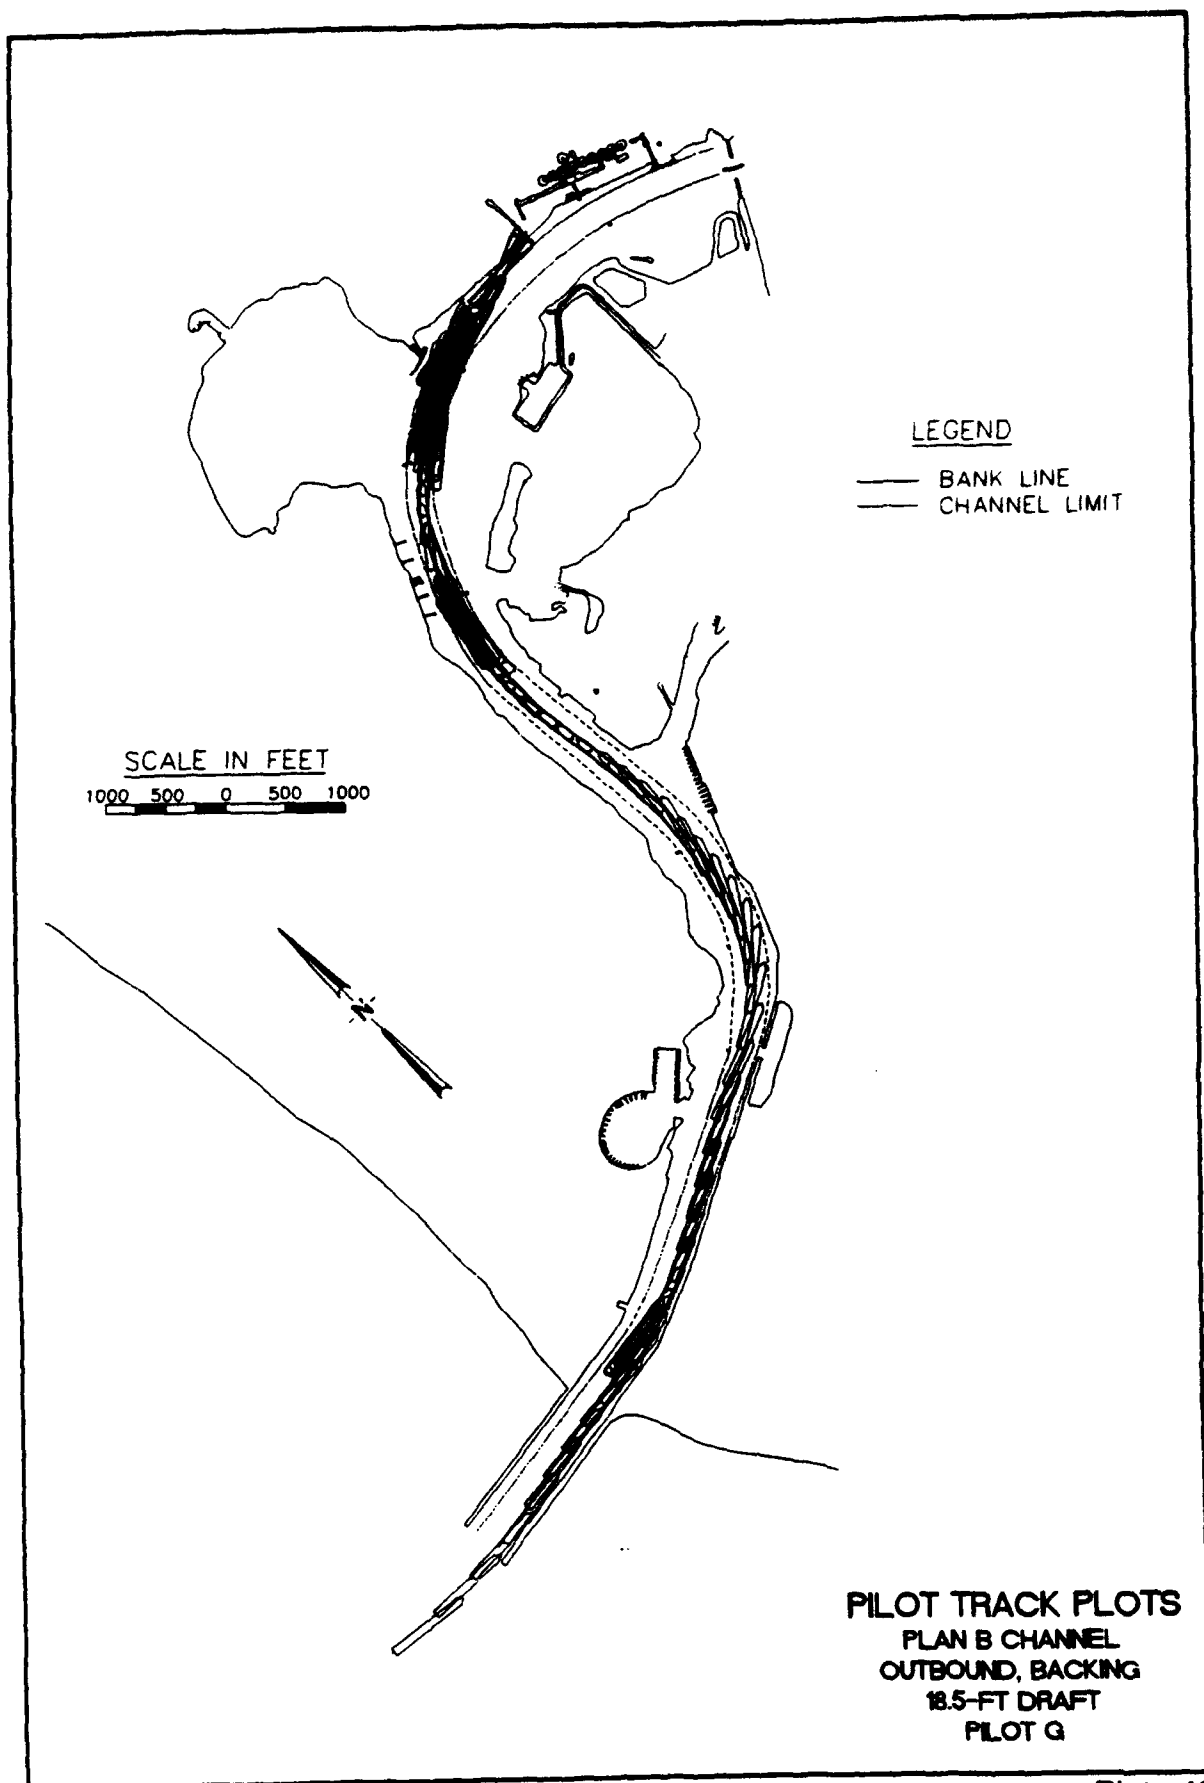 LEGEND
BANK LINE
CHANNEL LIMIT
SCALE IN FEET
1000 500 0 500 1000
N
PILOT TRACK PLOTS
PLAN B CHANNEL
OUTBOUND, BACKING
18.5-FT DRAFT
PILOT G